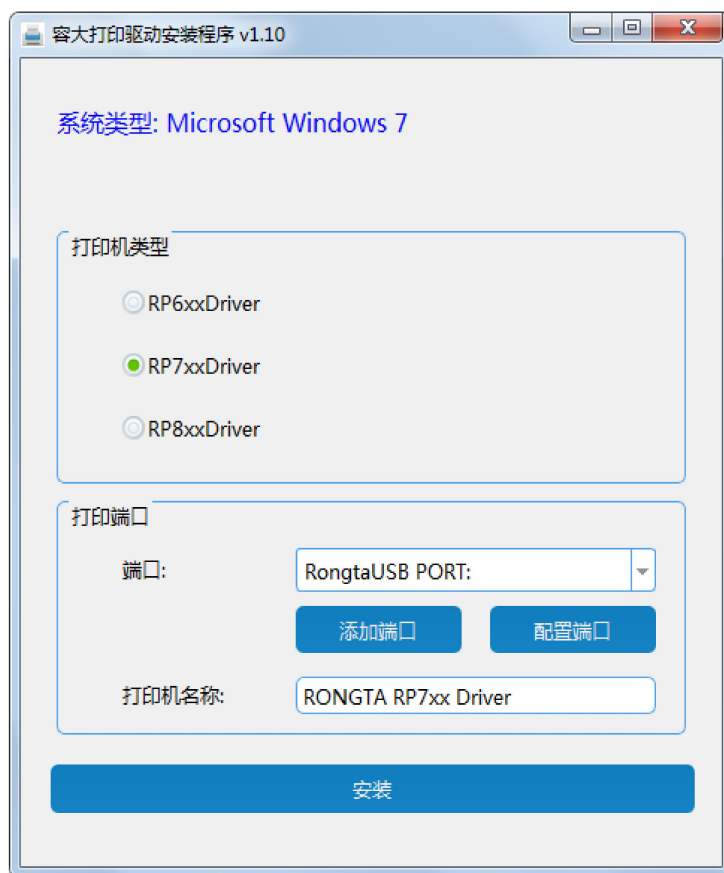 容大打印驱动安装程序 v1.10
系统类型: Microsoft Windows 7
打印机类型
RP6xxDriver
RP7xxDriver
RP8xxDriver
打印端口
端口: RongtaUSB PORT:
添加端口 配置端口
打印机名称: RONGTA RP7xx Driver
安装